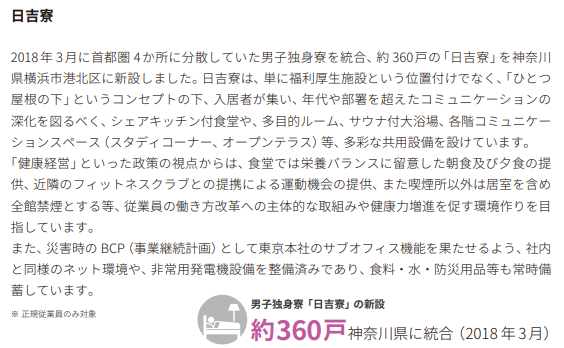 日吉寮
2018年3月に首都圏4か所に分散していた男子独身寮を統合、約360戸の「日吉寮」を神奈川
県横浜市港北区に新設しました。日吉寮は、単に福利厚生施設という位置付けでなく、「ひとつ
屋根の下」というコンセプトの下、入居者が集い、年代や部署を超えたコミュニケーションの
深化を図るべく、シェアキッチン付食堂や、多目的ルーム、サウナ付大浴場、各階コミュニケー
ションスペース（スタディコーナー、オープンテラス）等、多彩な共用設備を設けています。
「健康経営」といった政策の視点からは、食堂では栄養バランスに留意した朝食及び夕食の提
供、近隣のフィットネスクラブとの提携による運動機会の提供、また喫煙所以外は居室を含め
全館禁煙とする等、従業員の働き方改革への主体的な取組みや健康力増進を促す環境作りを目
指しています。
また、災害時のBCP（事業継続計画）として東京本社のサブオフィス機能を果たせるよう、社内
と同様のネット環境や、非常用発電機設備を整備済みであり、食料・水・防災用品等も常時備
蓄しています。
※ 正規従業員のみ対象
男子独身寮「日吉寮」の新設
約360戸 神奈川県に統合（2018年3月）